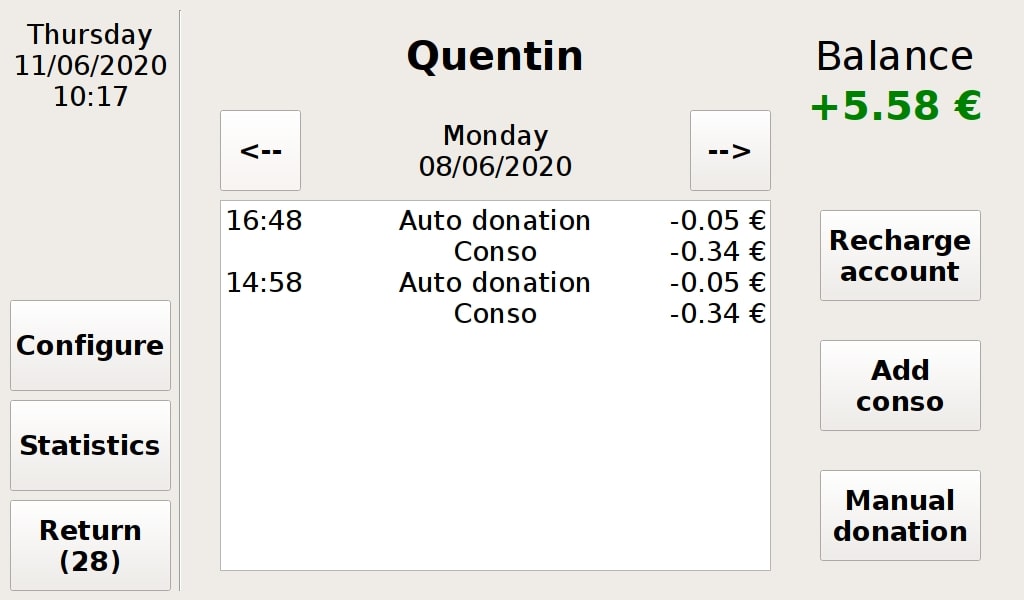 Thursday
11/06/2020
10:17
Quentin
Balance
+5.58 €
<--
Monday
08/06/2020
-->
16:48 Auto donation -0.05 €
Conso -0.34 €
14:58 Auto donation -0.05 €
Conso -0.34 €
Recharge
account
Add
conso
Manual
donation
Configure
Statistics
Return
(28)